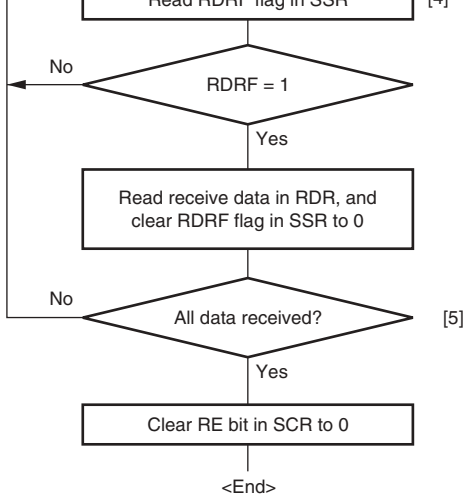 Read RDRF flag in SSR [4]
No
RDRF = 1
Yes
Read receive data in RDR, and
clear RDRF flag in SSR to 0
No
All data received? [5]
Yes
Clear RE bit in SCR to 0
<End>